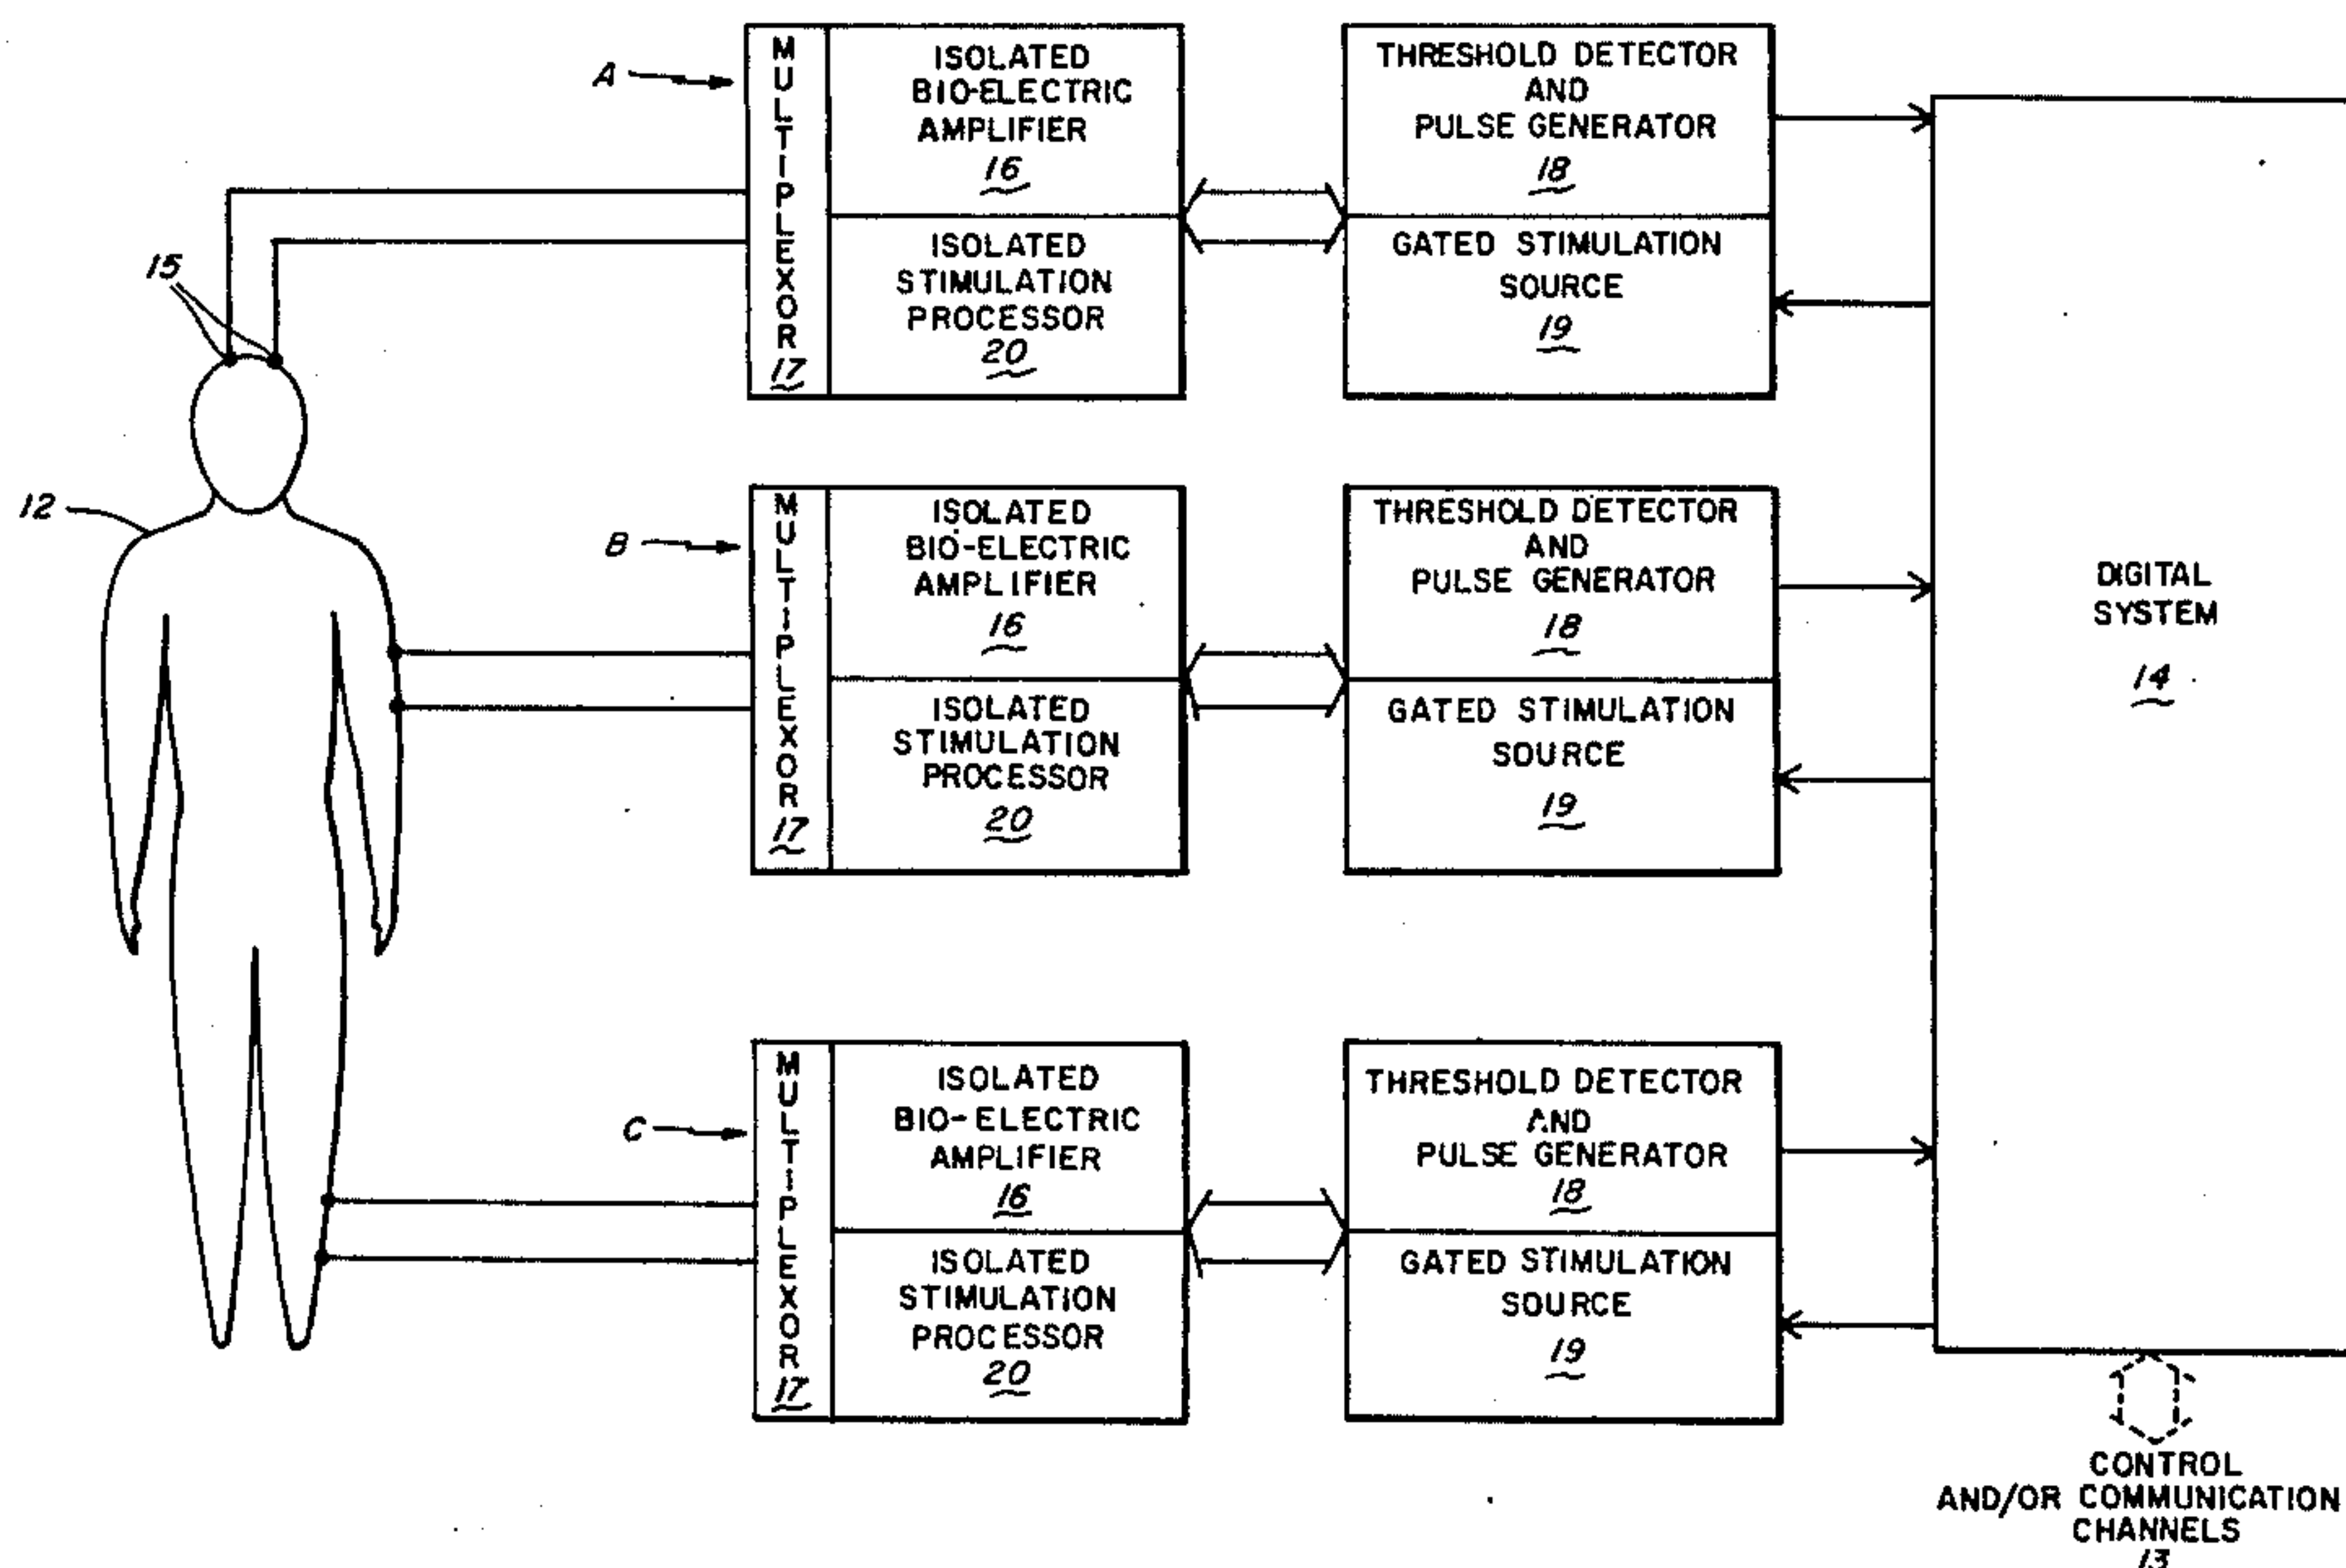 A
MULTIPLEXOR
17
ISOLATED
BIO-ELECTRIC
AMPLIFIER
16
ISOLATED
STIMULATION
PROCESSOR
20
THRESHOLD DETECTOR
AND
PULSE GENERATOR
18
GATED STIMULATION
SOURCE
19
15
12
B
MULTIPLEXOR
17
ISOLATED
BIO-ELECTRIC
AMPLIFIER
16
ISOLATED
STIMULATION
PROCESSOR
20
THRESHOLD DETECTOR
AND
PULSE GENERATOR
18
GATED STIMULATION
SOURCE
19
DIGITAL
SYSTEM
14
C
MULTIPLEXOR
17
ISOLATED
BIO-ELECTRIC
AMPLIFIER
16
ISOLATED
STIMULATION
PROCESSOR
20
THRESHOLD DETECTOR
AND
PULSE GENERATOR
18
GATED STIMULATION
SOURCE
19
CONTROL
AND/OR COMMUNICATION
CHANNELS
13